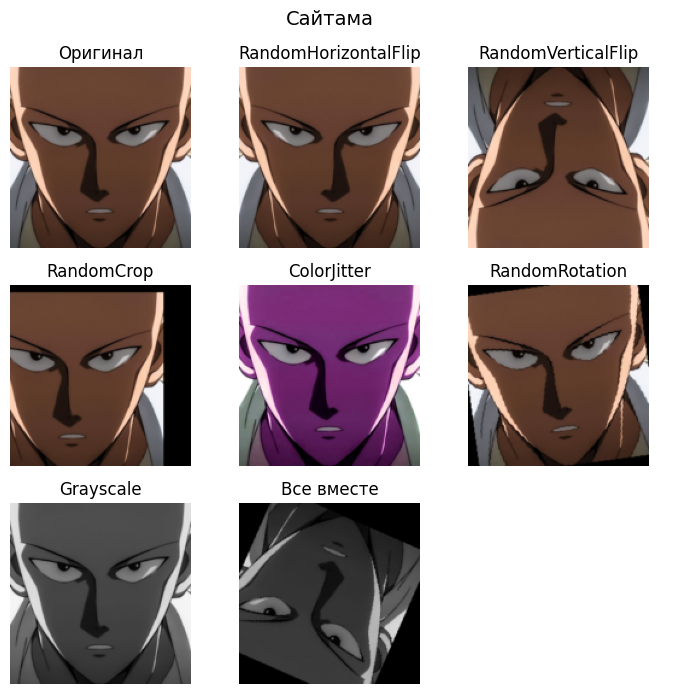 Сайтама
Оригинал
RandomHorizontalFlip
RandomVerticalFlip
RandomCrop
ColorJitter
RandomRotation
Grayscale
Все вместе